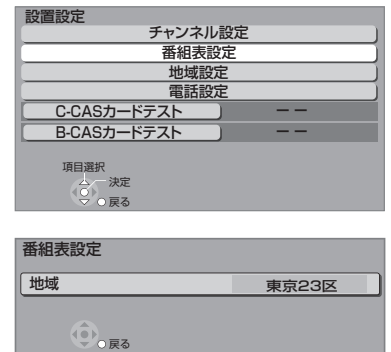 設置設定
チャンネル設定
番組表設定
地域設定
電話設定
C-CASカードテスト ーー
B-CASカードテスト ーー
項目選択
決定
戻る
番組表設定
地域 東京23区
戻る